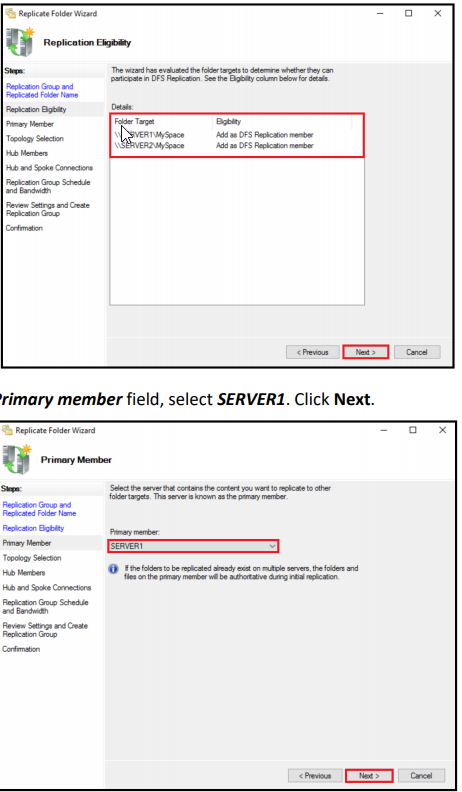 Replicate Folder Wizard
Replication Eligibility
Steps:
Replication Group and
Replicated Folder Name
Replication Eligibility
Primary Member
Topology Selection
Hub Members
Hub and Spoke Connections
Replication Group Schedule
and Bandwidth
Review Settings and Create
Replication Group
Confirmation
The wizard has evaluated the folder targets to determine whether they can
participate in DFS Replication. See the Eligibility column below for details.
Details:
Folder Target Eligibility
\\SERVER1\MySpace Add as DFS Replication member
\\SERVER2\MySpace Add as DFS Replication member
< Previous Next > Cancel
Primary member field, select SERVER1. Click Next.
Replicate Folder Wizard
Primary Member
Steps:
Replication Group and
Replicated Folder Name
Replication Eligibility
Primary Member
Topology Selection
Hub Members
Hub and Spoke Connections
Replication Group Schedule
and Bandwidth
Review Settings and Create
Replication Group
Confirmation
Select the server that contains the content you want to replicate to other
folder targets. This server is known as the primary member.
Primary member:
SERVER1
If the folders to be replicated already exist on multiple servers, the folders and
files on the primary member will be authoritative during initial replication.
< Previous Next > Cancel